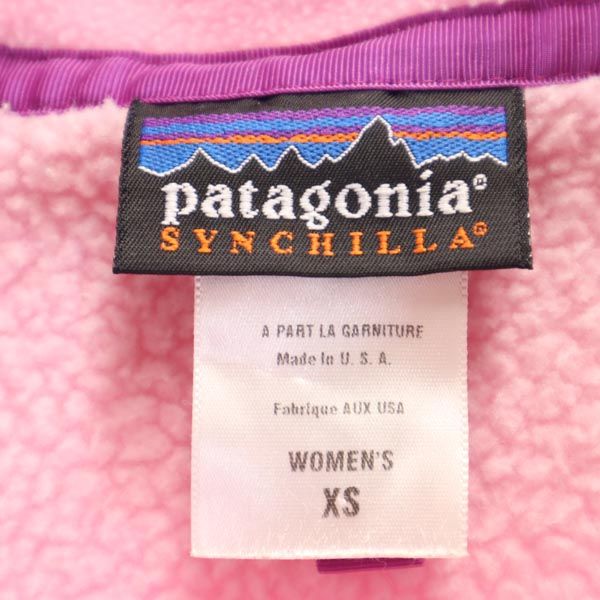 patagonia®
SYNCHILLA®
A PART LA GARNITURE
Made in U. S. A.
Fabrique AUX USA
WOMEN'S
XS